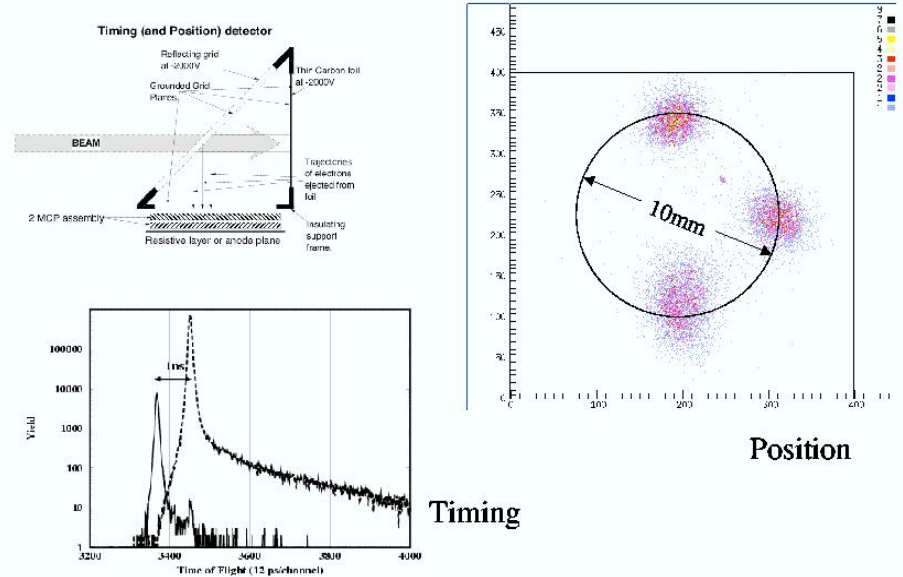 Timing (and Position) detector
Reflecting grid
at -2000V
Thin Carbon foil
at -2000V
Grounded Grid
Planes
BEAM
Trajectories
of electrons
ejected from
foil
2 MCP assembly
Insulating
support
frame.
Resistive layer or anode plane
100000
10000
1000
100
10
1
Yield
1ns
3200
3400
3600
3800
4000
Time of Flight (12 ps/channel)
Timing
450
400
350
300
250
200
150
100
50
0
0
100
200
300
400
10mm
Position